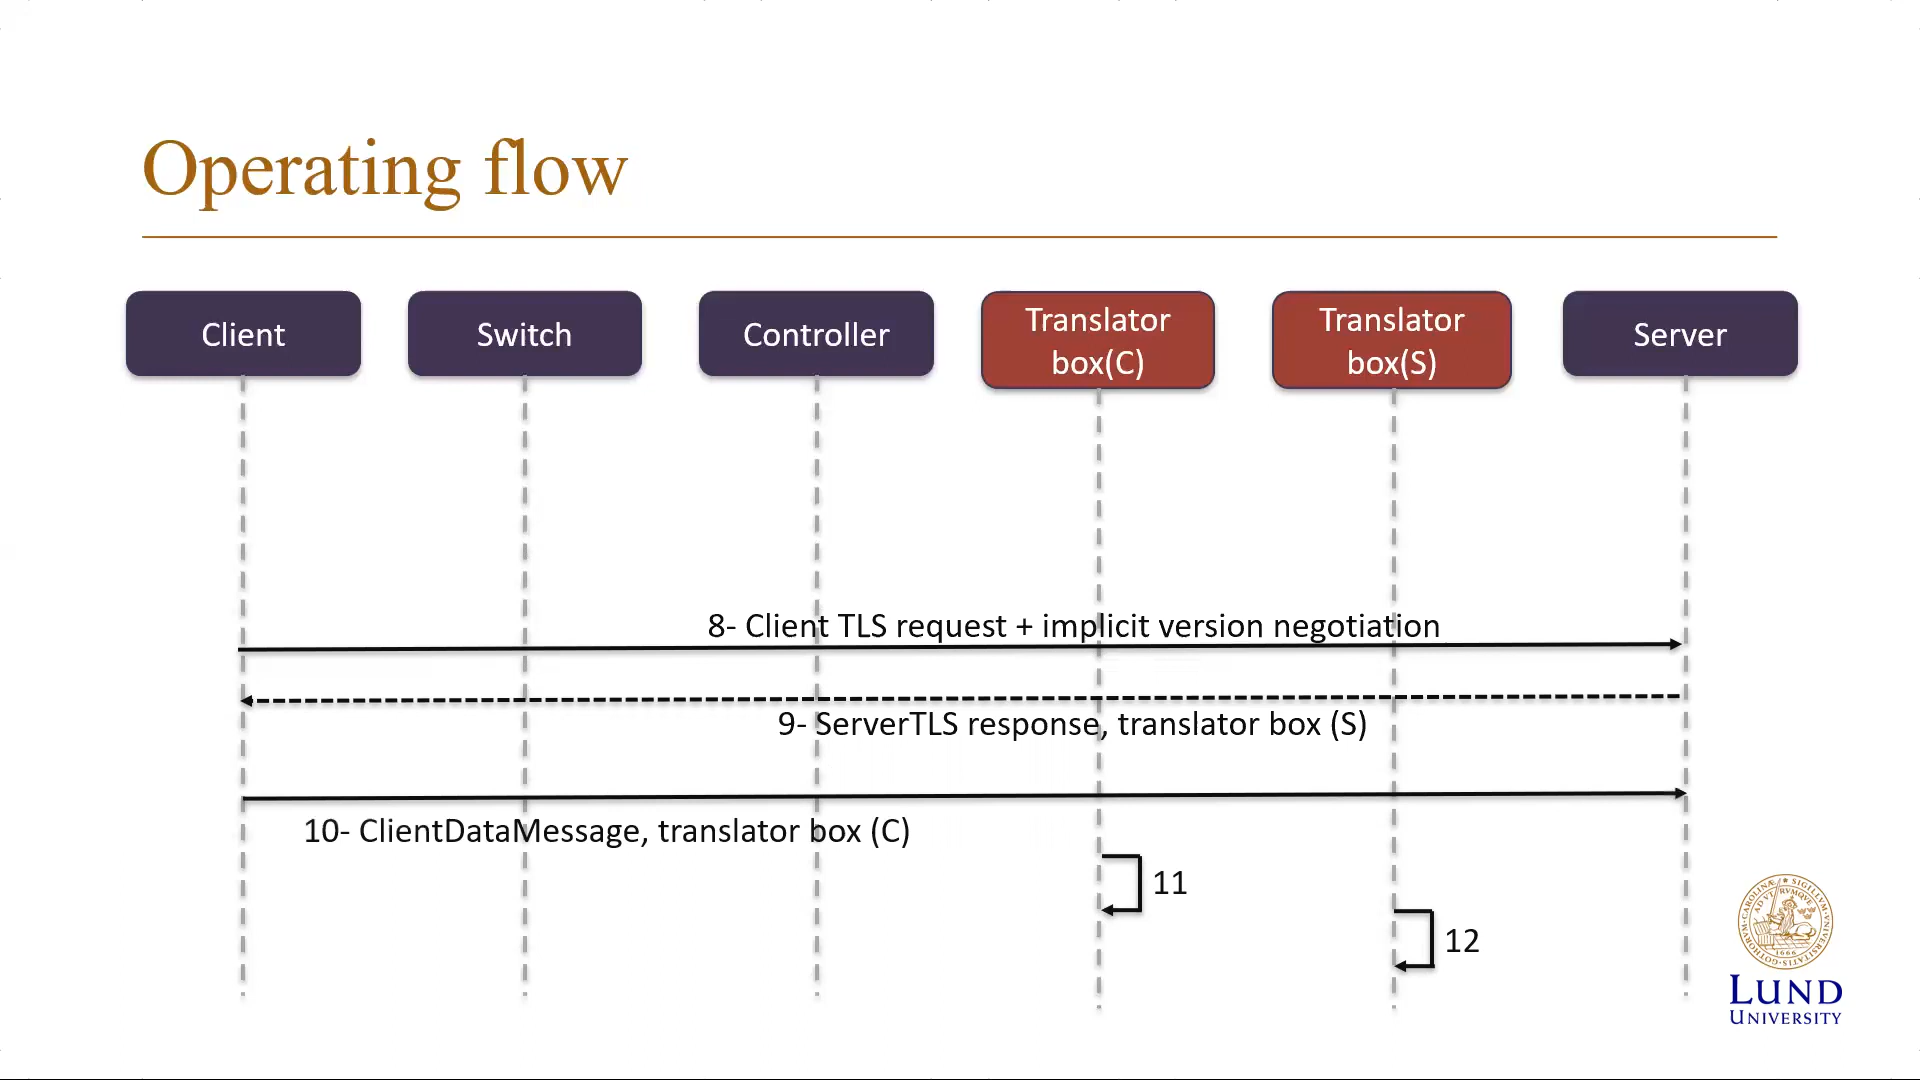 Operating flow
Client
Switch
Controller
Translator
box(C)
Translator
box(S)
Server
8- Client TLS request + implicit version negotiation
9- ServerTLS response, translator box (S)
10- ClientDataMessage, translator box (C)
11
12
LUND
UNIVERSITY